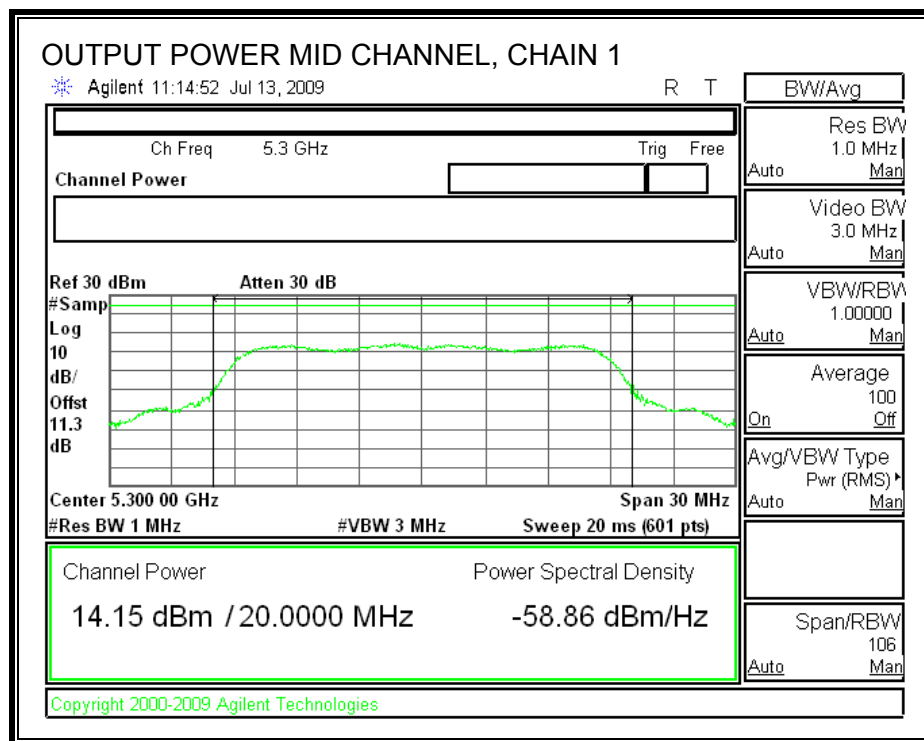 OUTPUT POWER MID CHANNEL, CHAIN 1
Agilent 11:14:52 Jul 13, 2009
R T
Ch Freq 5.3 GHz
Trig Free
Channel Power
Ref 30 dBm Atten 30 dB
#Samp
Log
10
dB/
Offst
11.3
dB
Center 5.300 00 GHz Span 30 MHz
#Res BW 1 MHz #VBW 3 MHz Sweep 20 ms (601 pts)
Channel Power Power Spectral Density
14.15 dBm / 20.0000 MHz -58.86 dBm/Hz
Copyright 2000-2009 Agilent Technologies
BW/Avg
Res BW
1.0 MHz
Auto Man
Video BW
3.0 MHz
Auto Man
VBW/RBW
1.00000
Auto Man
Average
100
On Off
Avg/VBW Type
Pwr (RMS)
Auto Man
Span/RBW
106
Auto Man